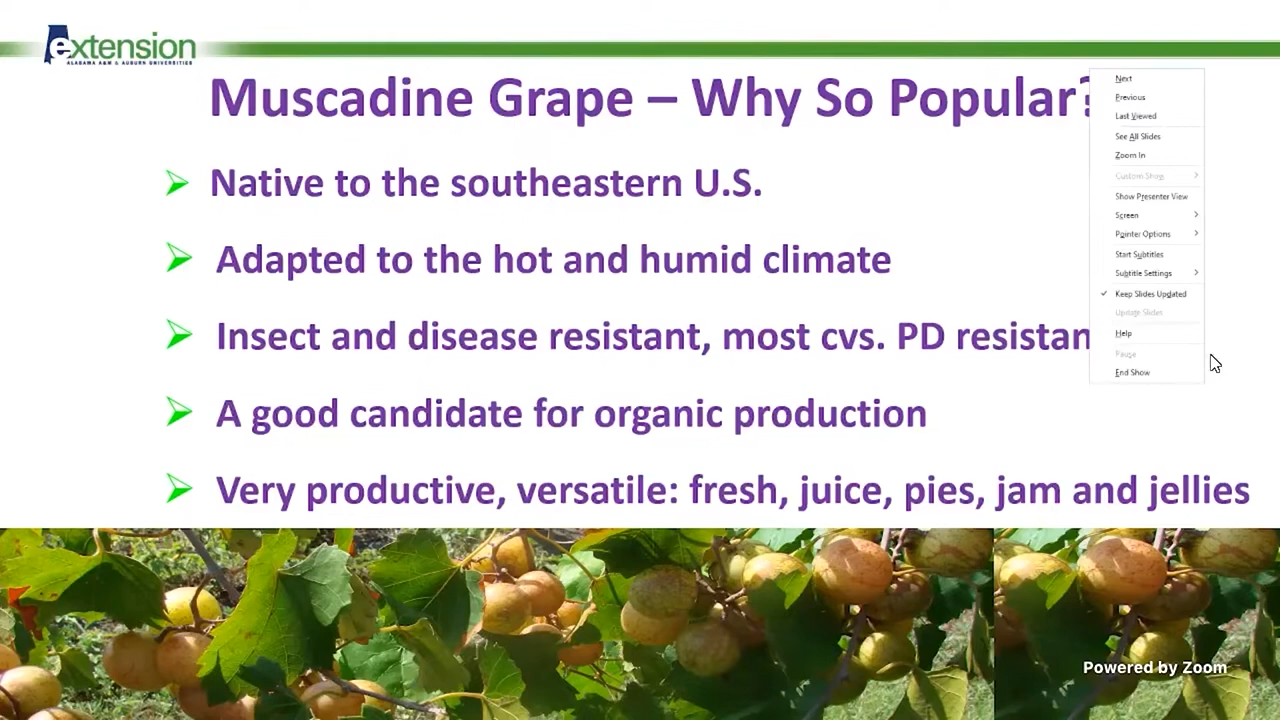 extension
ALABAMA A&M & AUBURN UNIVERSITIES
Muscadine Grape – Why So Popular?
Native to the southeastern U.S.
Adapted to the hot and humid climate
Insect and disease resistant, most cvs. PD resistan
A good candidate for organic production
Very productive, versatile: fresh, juice, pies, jam and jellies
Next
Previous
Last Viewed
See All Slides
Zoom In
Custom Show
Show Presenter View
Screen
Pointer Options
Start Subtitles
Subtitle Settings
Keep Slides Updated
Update Slides
Help
Pause
End Show
Powered by Zoom